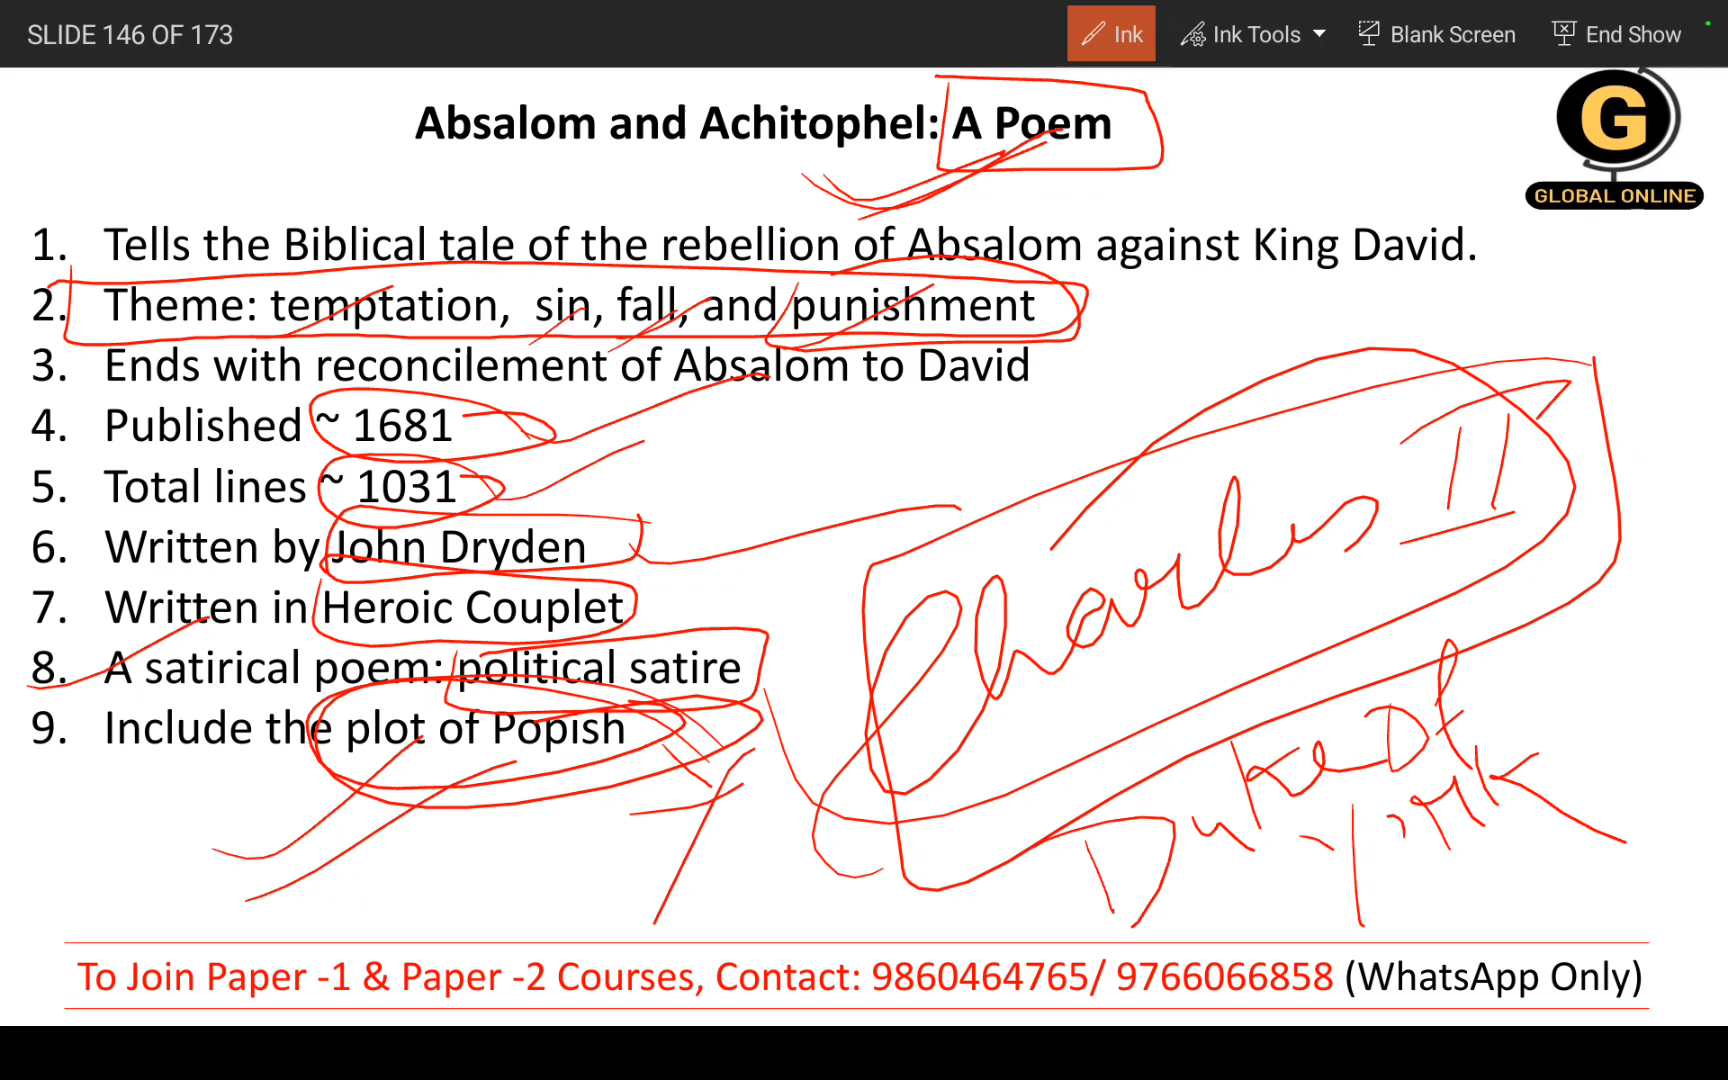 SLIDE 146 OF 173
Ink
Ink Tools
Blank Screen
End Show
G
GLOBAL ONLINE
Absalom and Achitophel: A Poem
1. Tells the Biblical tale of the rebellion of Absalom against King David.
2. Theme: temptation, sin, fall, and punishment
3. Ends with reconcilement of Absalom to David
4. Published ~ 1681
5. Total lines ~ 1031
6. Written by John Dryden
7. Written in Heroic Couplet
8. A satirical poem: political satire
9. Include the plot of Popish
Charles II
Duke Of
York
To Join Paper -1 & Paper -2 Courses, Contact: 9860464765/ 9766066858 (WhatsApp Only)